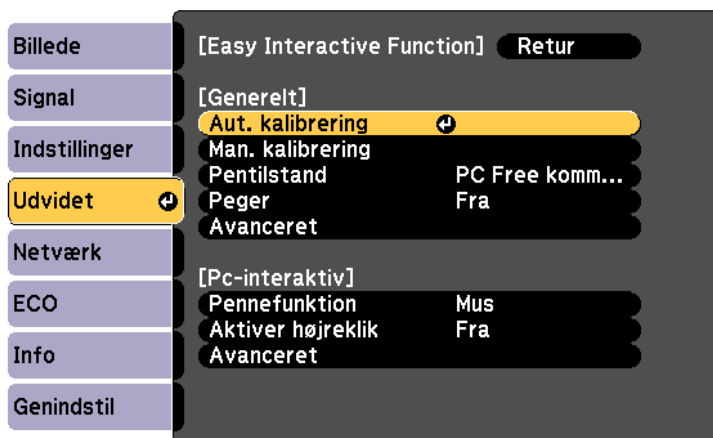 Billede
Signal
Indstillinger
Udvidet
Netværk
ECO
Info
Genindstil
[Easy Interactive Function] Retur
[Generelt]
Aut. kalibrering
Man. kalibrering
Pentilstand PC Free komm...
Peger Fra
Avanceret
[Pc-interaktiv]
Pennefunktion Mus
Aktiver højreklik Fra
Avanceret